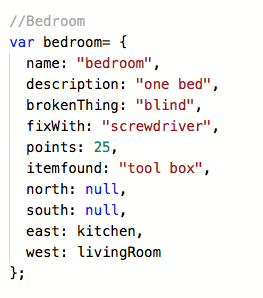 //Bedroom
var bedroom= {
name: "bedroom",
description: "one bed",
brokenThing: "blind",
fixWith: "screwdriver",
points: 25,
itemfound: "tool box",
north: null,
south: null,
east: kitchen,
west: livingRoom
};